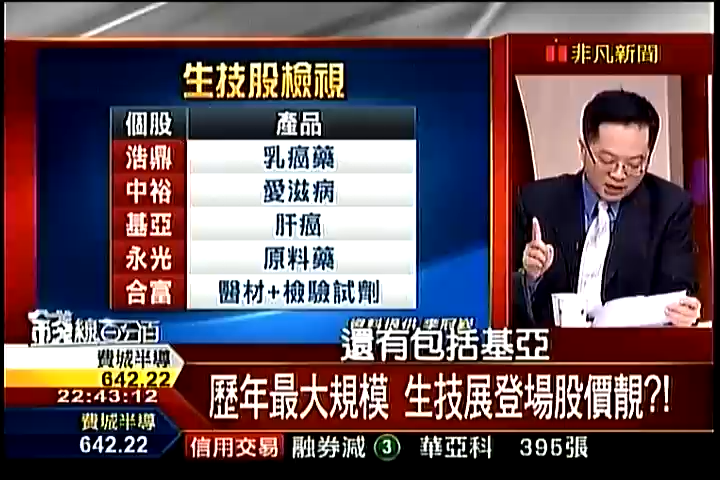 非凡新聞
生技股檢視
個股 產品
浩鼎 乳癌藥
中裕 愛滋病
基亞 肝癌
永光 原料藥
合富 醫材+檢驗試劑
還有包括基亞
費城半導
642.22
22:43:12
歷年最大規模 生技展登場股價靚?!
費城半導
642.22
信用交易 融券減 3 華亞科 395張